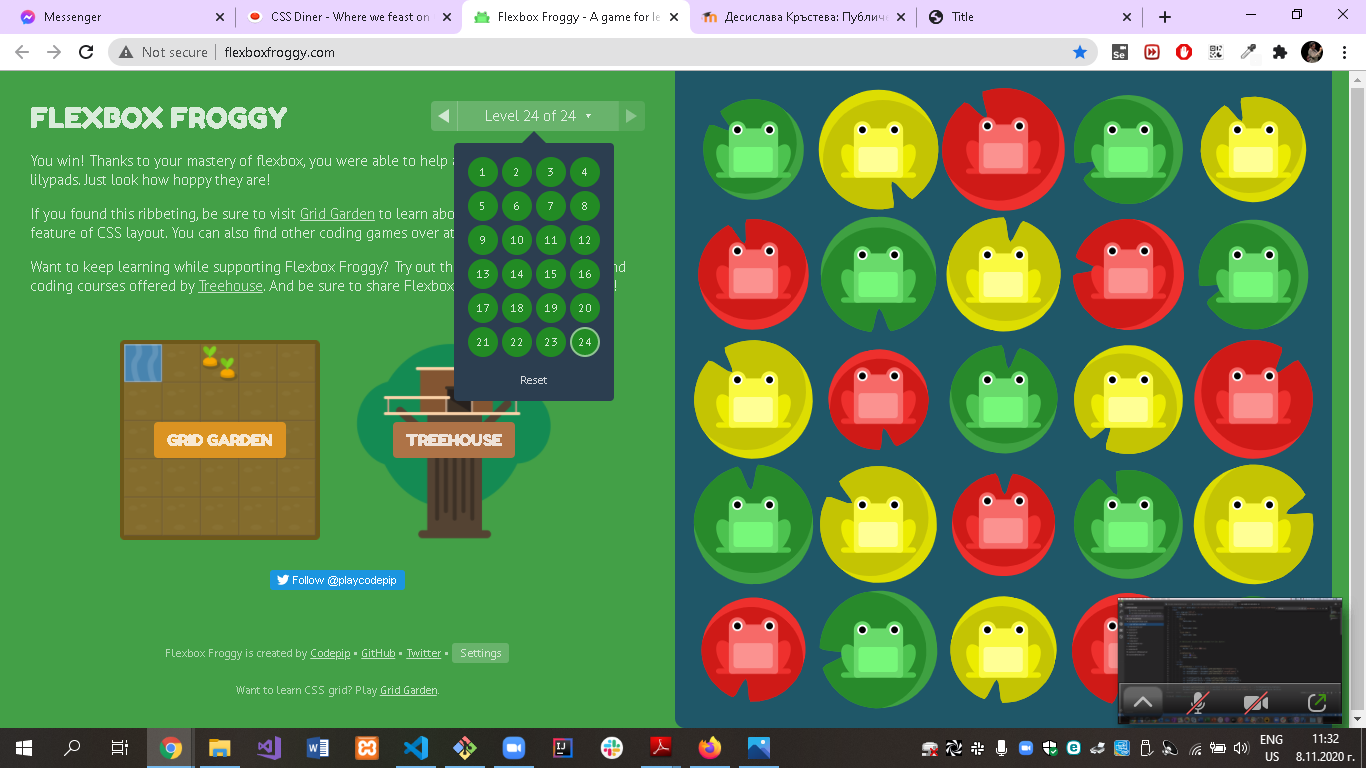 Messenger
CSS Diner - Where we feast on
Flexbox Froggy - A game for le
Десислава Кръстева: Публич
Title
Not secure
flexboxfroggy.com
FLEXBOX FROGGY
Level 24 of 24
You win! Thanks to your mastery of flexbox, you were able to help a
lilypads. Just look how hoppy they are!
If you found this ribbeting, be sure to visit Grid Garden to learn abo
feature of CSS layout. You can also find other coding games over at
Want to keep learning while supporting Flexbox Froggy? Try out th nd
coding courses offered by Treehouse. And be sure to share Flexbox !
1 2 3 4
5 6 7 8
9 10 11 12
13 14 15 16
17 18 19 20
21 22 23 24
Reset
GRID GARDEN
TREEHOUSE
Follow @playcodepip
Flexbox Froggy is created by Codepip • GitHub • Twitter • Settings
Want to learn CSS grid? Play Grid Garden.
ENG
US
11:32
8.11.2020 г.